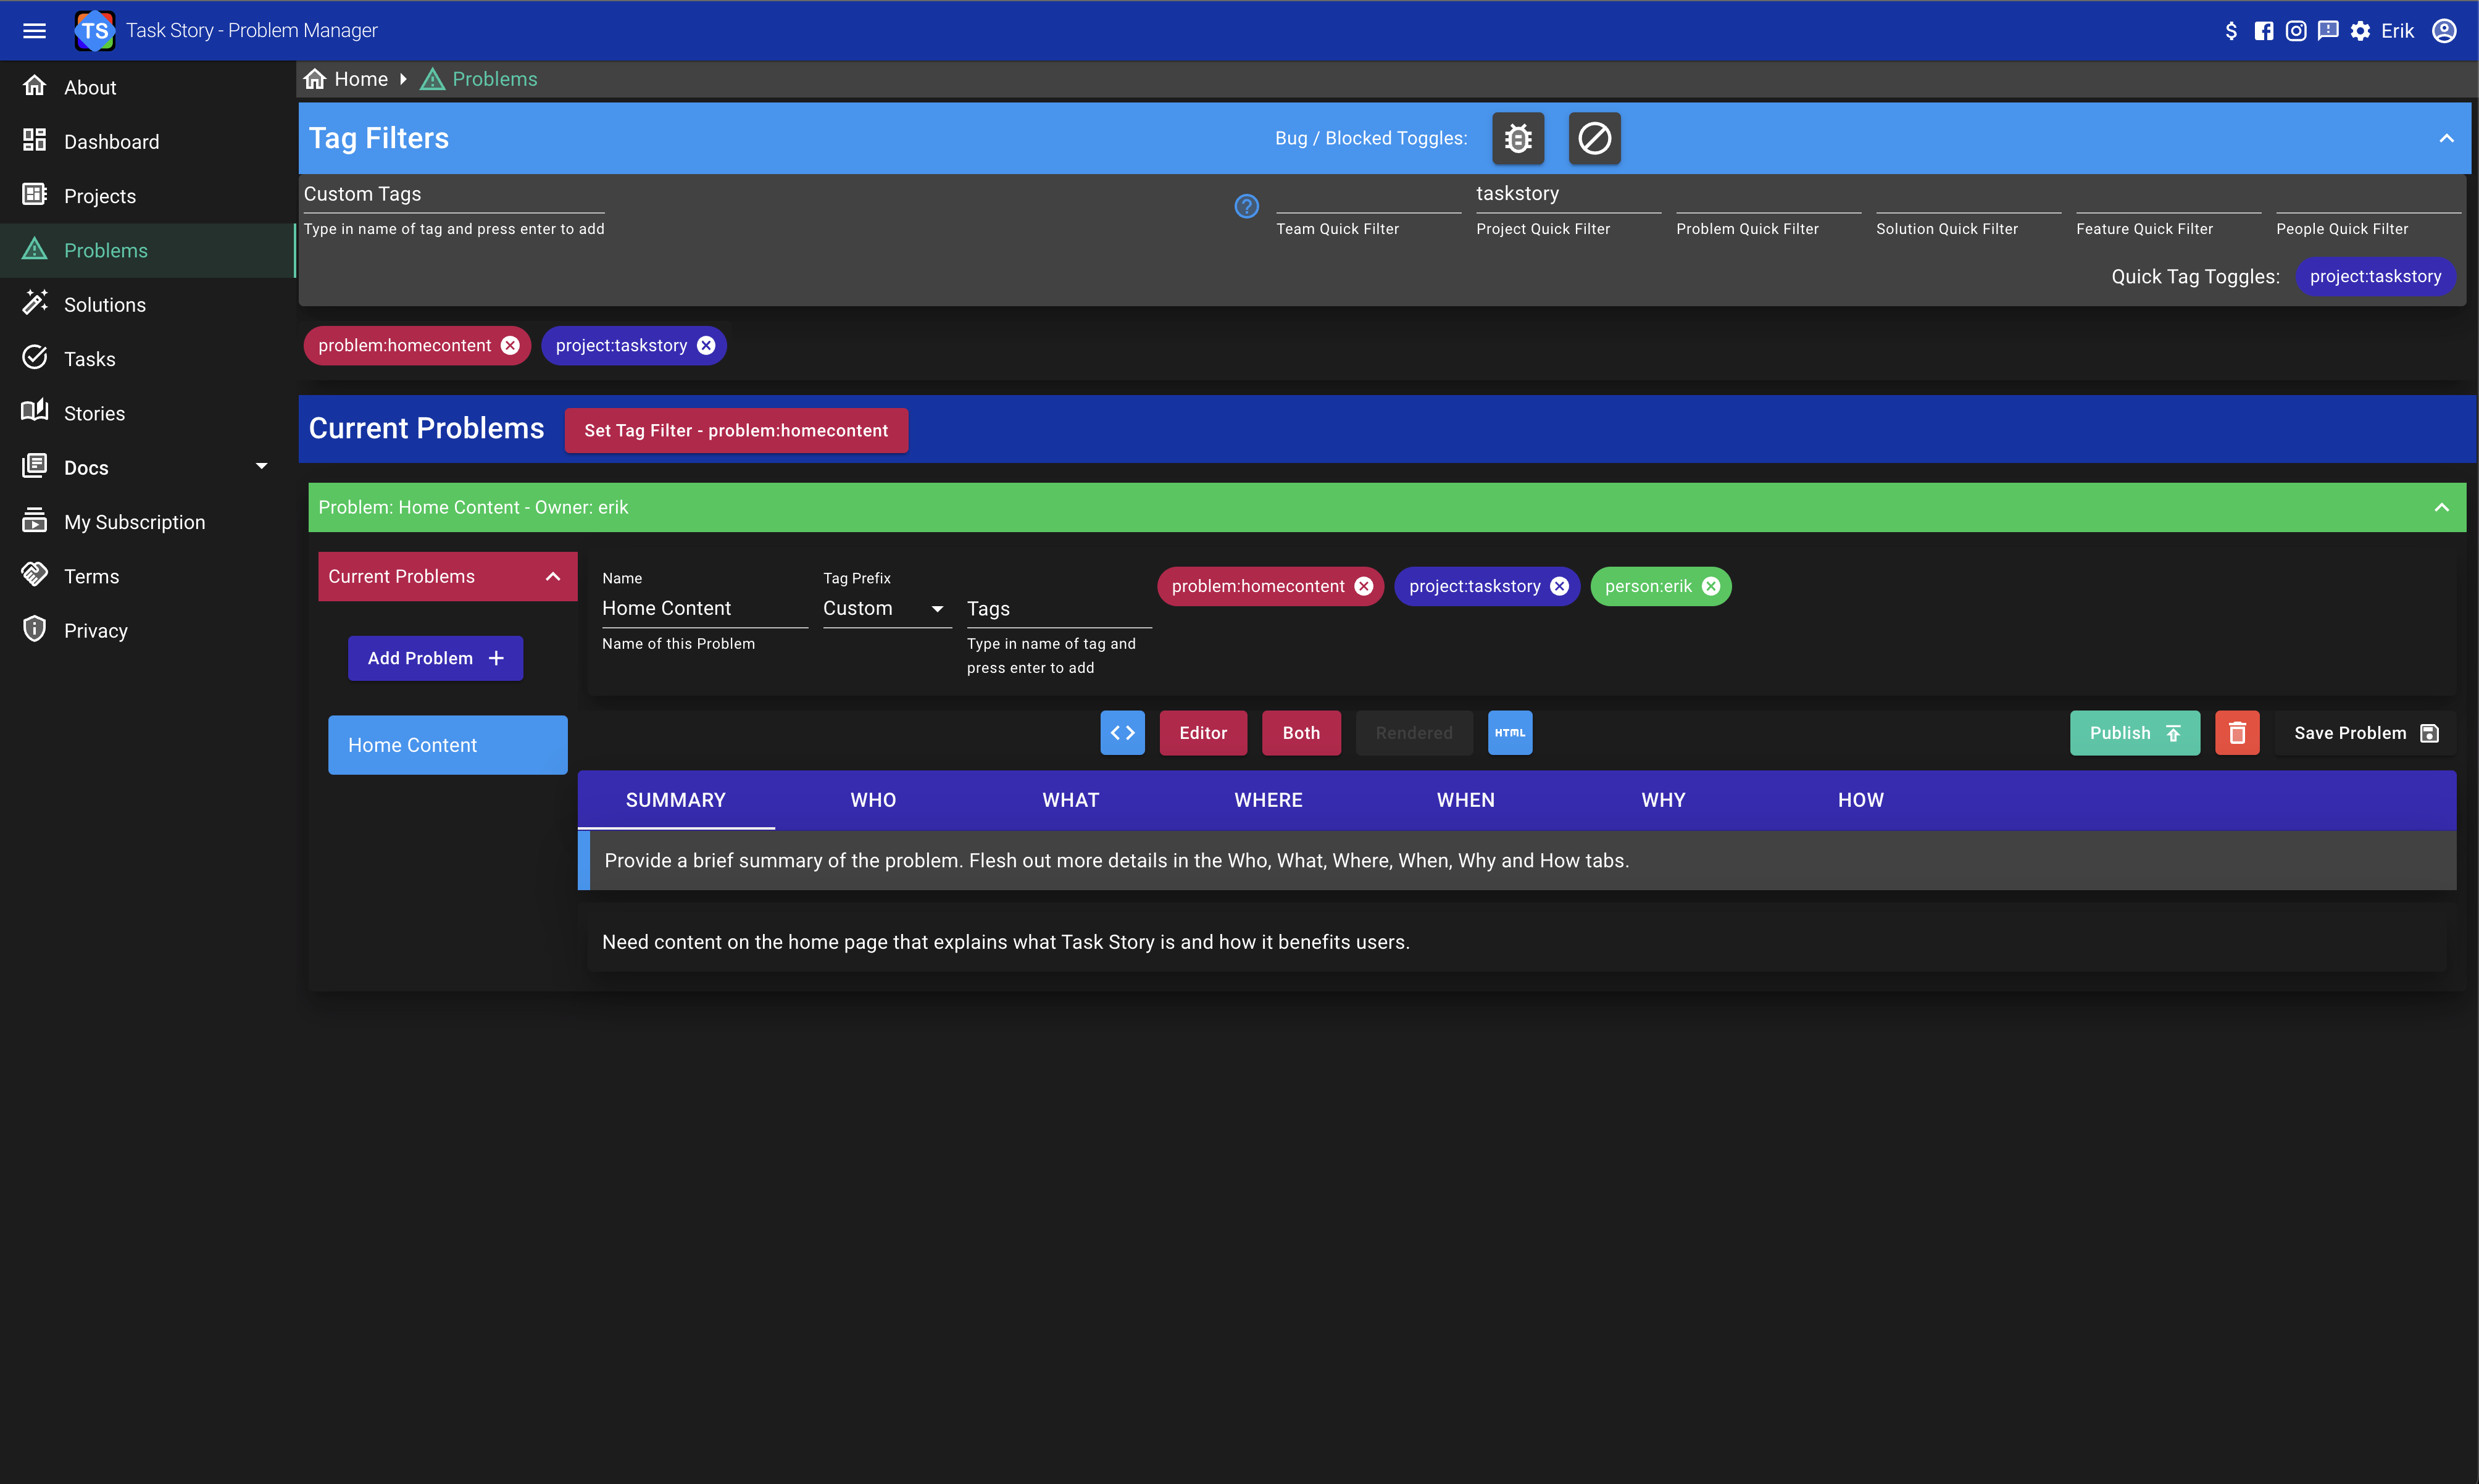 TS Task Story - Problem Manager
Erik
About
Dashboard
Projects
Problems
Solutions
Tasks
Stories
Docs
My Subscription
Terms
Privacy
Home Problems
Tag Filters
Bug / Blocked Toggles:
Custom Tags
Type in name of tag and press enter to add
taskstory
Team Quick Filter
Project Quick Filter
Problem Quick Filter
Solution Quick Filter
Feature Quick Filter
People Quick Filter
Quick Tag Toggles: project:taskstory
problem:homecontent project:taskstory
Current Problems Set Tag Filter - problem:homecontent
Problem: Home Content - Owner: erik
Current Problems
Add Problem
Home Content
Name
Home Content
Name of this Problem
Tag Prefix
Custom
Tags
Type in name of tag and
press enter to add
problem:homecontent project:taskstory person:erik
Editor Both Rendered HTML
Publish Save Problem
SUMMARY WHO WHAT WHERE WHEN WHY HOW
Provide a brief summary of the problem. Flesh out more details in the Who, What, Where, When, Why and How tabs.
Need content on the home page that explains what Task Story is and how it benefits users.